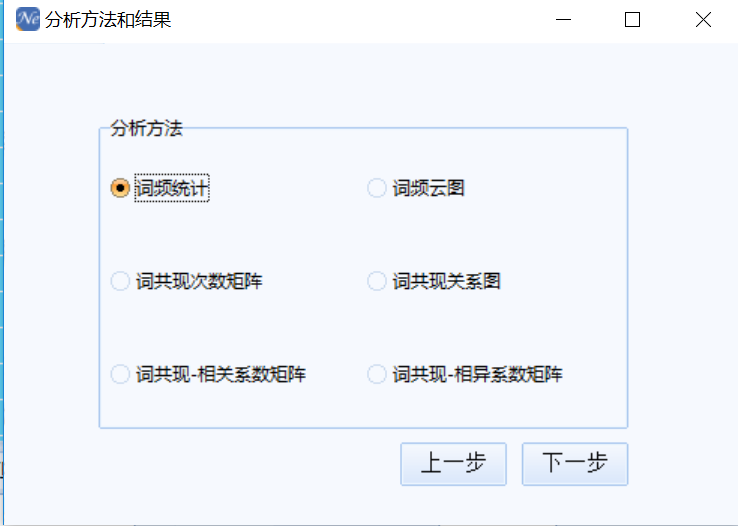 Ne 分析方法和结果
分析方法
词频统计 词频云图
词共现次数矩阵 词共现关系图
词共现-相关系数矩阵 词共现-相异系数矩阵
上一步 下一步